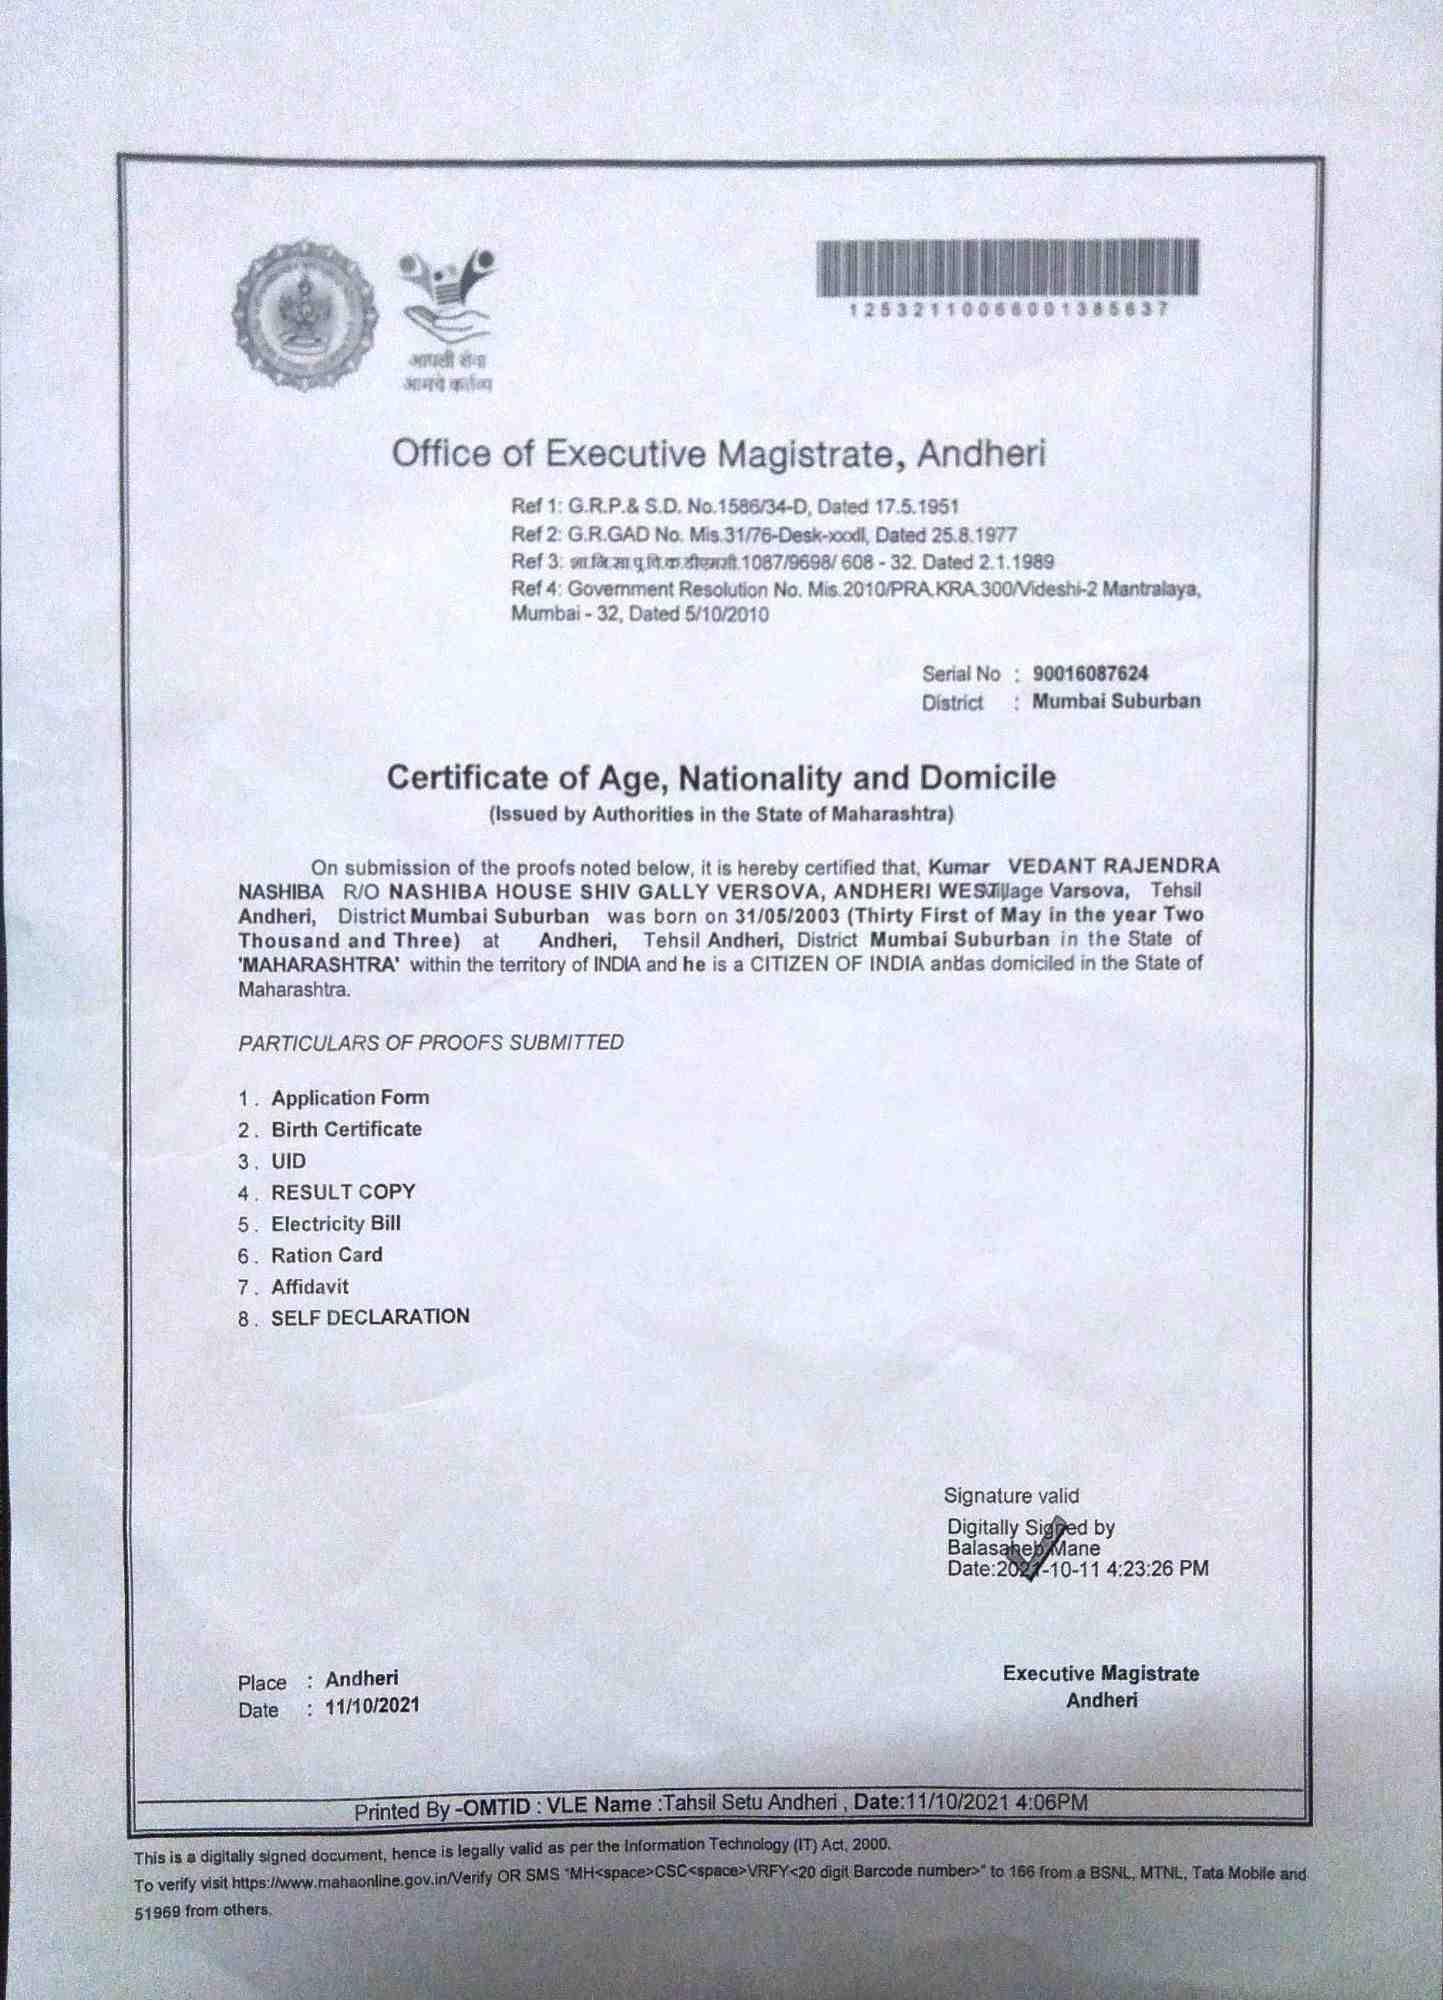 आपली सेवा
आमचे कर्तव्य
12532110066001385637
Office of Executive Magistrate, Andheri
Ref 1: G.R.P.& S.D. No.1586/34-D, Dated 17.5.1951
Ref 2: G.R.GAD No. Mis.31/76-Desk-xxxdl, Dated 25.8.1977
Ref 3: 1087/9698/ 608 - 32. Dated 2.1.1989
Ref 4: Government Resolution No. Mis.2010/PRA.KRA.300/Videshi-2 Mantralaya,
Mumbai - 32, Dated 5/10/2010
Serial No : 90016087624
District : Mumbai Suburban
Certificate of Age, Nationality and Domicile
(Issued by Authorities in the State of Maharashtra)
On submission of the proofs noted below, it is hereby certified that, Kumar VEDANT RAJENDRA
NASHIBA R/O NASHIBA HOUSE SHIV GALLY VERSOVA, ANDHERI WEST Village Varsova, Tehsil
Andheri, District Mumbai Suburban was born on 31/05/2003 (Thirty First of May in the year Two
Thousand and Three) at Andheri, Tehsil Andheri, District Mumbai Suburban in the State of
'MAHARASHTRA' within the territory of INDIA and he is a CITIZEN OF INDIA and as domiciled in the State of
Maharashtra.
PARTICULARS OF PROOFS SUBMITTED
1. Application Form
2. Birth Certificate
3. UID
4. RESULT COPY
5. Electricity Bill
6. Ration Card
7. Affidavit
8. SELF DECLARATION
Signature valid
Digitally Signed by
Balasaheb Mane
Date:2021-10-11 4:23:26 PM
Place : Andheri
Date : 11/10/2021
Executive Magistrate
Andheri
Printed By -OMTID : VLE Name :Tahsil Setu Andheri , Date:11/10/2021 4:06PM
This is a digitally signed document, hence is legally valid as per the Information Technology (IT) Act, 2000.
To verify visit https://www.mahaonline.gov.in/Verify OR SMS "MH<space>CSC<space>VRFY<20 digit Barcode number>" to 166 from a BSNL, MTNL, Tata Mobile and
51969 from others.